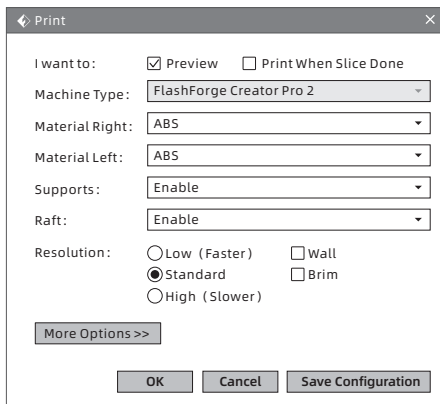 Print
I want to: Preview Print When Slice Done
Machine Type: FlashForge Creator Pro 2
Material Right: ABS
Material Left: ABS
Supports: Enable
Raft: Enable
Resolution: Low (Faster) Wall
Standard Brim
High (Slower)
More Options >>
OK Cancel Save Configuration